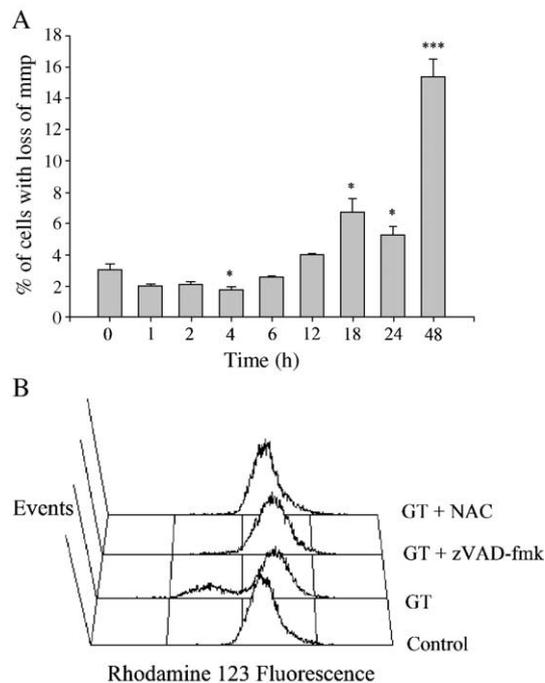 A
% of cells with loss of mmp
18
16
14
12
10
8
6
4
2
0
*
*
*
***
0 1 2 4 6 12 18 24 48
Time (h)
B
Events
GT + NAC
GT + zVAD-fmk
GT
Control
Rhodamine 123 Fluorescence